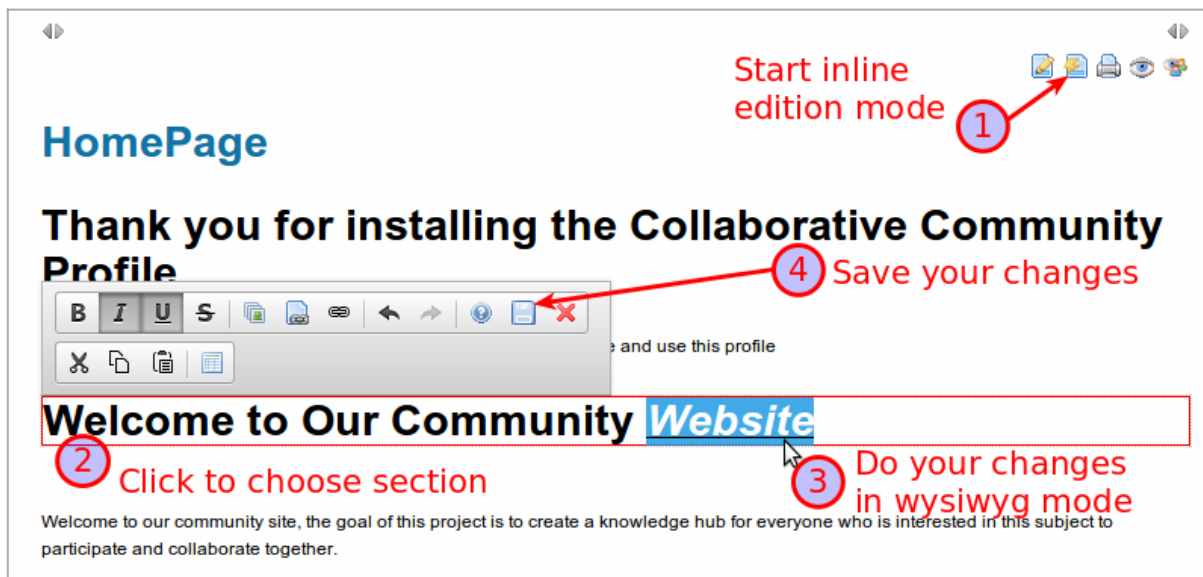 Start inline
edition mode
1
HomePage
Thank you for installing the Collaborative Community
Profile
4 Save your changes
B I U S
e and use this profile
Welcome to Our Community Website
2
Click to choose section
3
Do your changes
in wysiwyg mode
Welcome to our community site, the goal of this project is to create a knowledge hub for everyone who is interested in this subject to
participate and collaborate together.